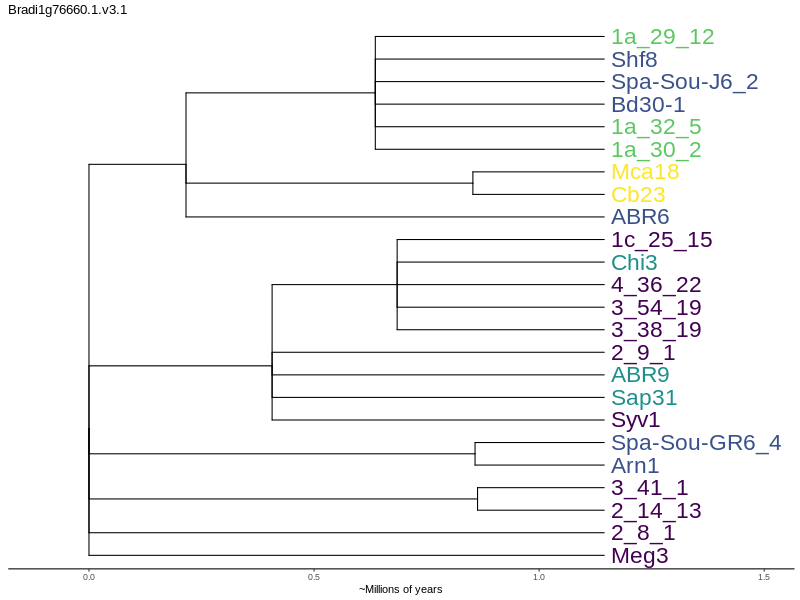 Bradi1g76660.1.v3.1
1a_29_12
Shf8
Spa-Sou-J6_2
Bd30-1
1a_32_5
1a_30_2
Mca18
Cb23
ABR6
1c_25_15
Chi3
4_36_22
3_54_19
3_38_19
2_9_1
ABR9
Sap31
Syv1
Spa-Sou-GR6_4
Arn1
3_41_1
2_14_13
2_8_1
Meg3
0.0 0.5 1.0 1.5
~Millions of years